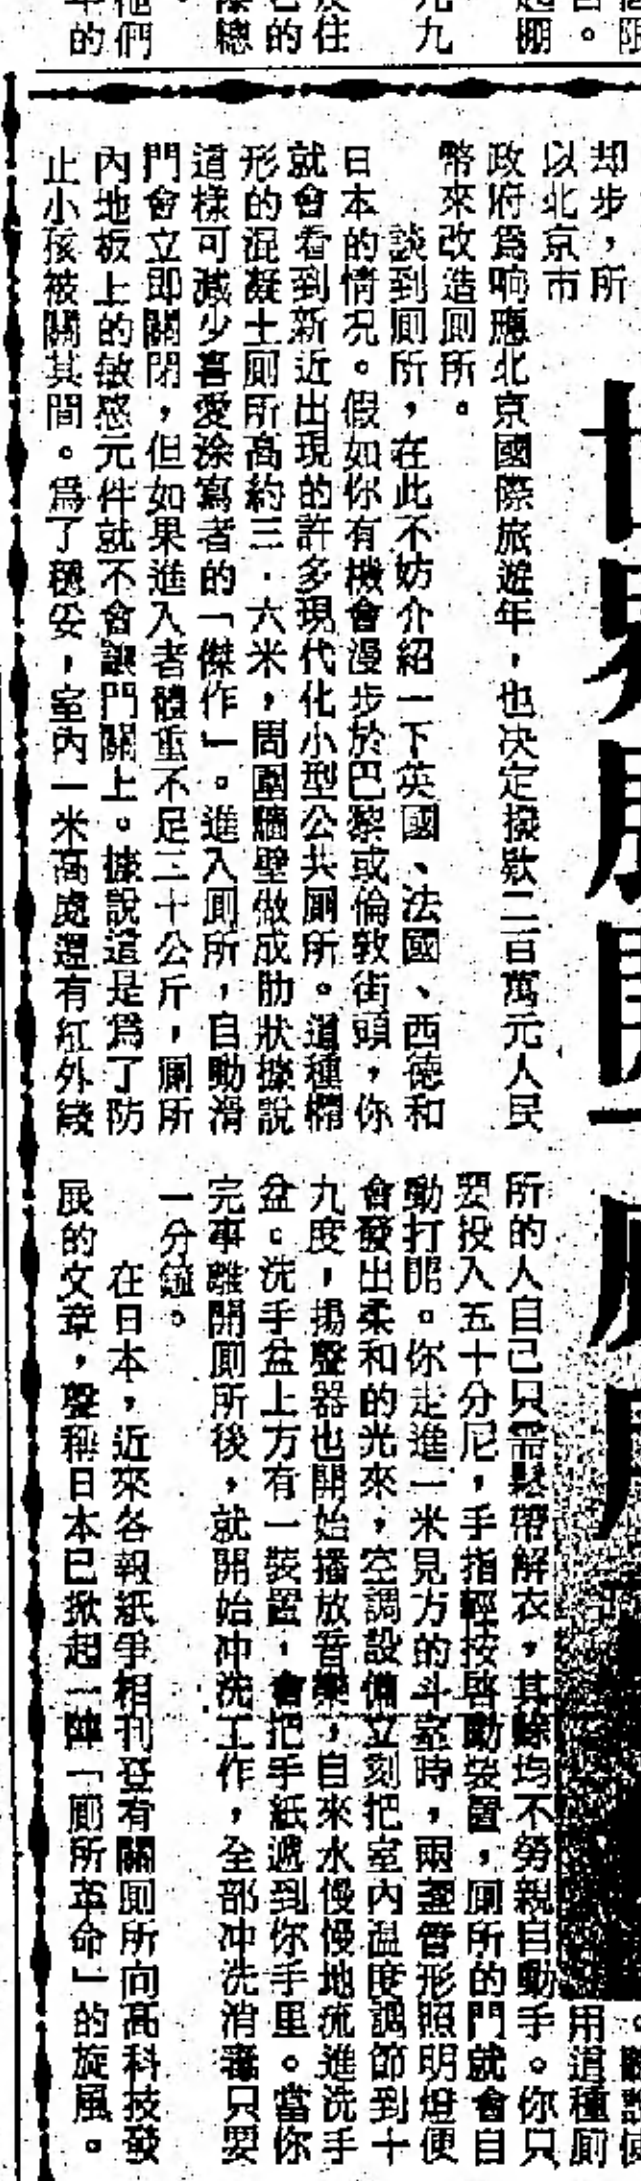 却步，所
以北京市
政府爲响應北京國際旅遊年，也决定撥欵二百萬元人民
幣來改造厠所。
談到厠所，在此不妨介紹一下英國、法國、西德和
日本的情况。假如你有機會漫步於巴黎或倫敦街頭，你
就會看到新近出現的許多現代化小型公共厠所。這種橢
形的混凝土厠所高約三．六米，周圍牆壁做成肋狀據說
這樣可减少喜愛涂寫者的「傑作」。進入厠所，自動滑
門會立即關閉，但如果進入者體重不足三十公斤，厠所
內地板上的敏感元件就不會讓門關上。據說這是爲了防
止小孩被關其間。爲了穩妥，室內一米高處還有紅外綫
用這種厠
所的人自己只需鬆帶解衣，其餘均不勞親自動手。你只
要投入五十分尼，手指輕按啓動裝置，厠所的門就會自
動打開。你走進一米見方的斗室時，兩盞管形照明燈便
會發出柔和的光來，空調設備立刻把室內温度調節到十
九度，揚聲器也開始播放音樂，自來水慢慢地流進洗手
盆。洗手盆上方有一裝置，會把手紙遞到你手里。當你
完事離開厠所後，就開始冲洗工作，全部冲洗消毒只要
一分鐘。
在日本，近來各報紙爭相刊登有關厠所向高科技發
展的文章，聲稱日本已掀起一陣「厠所革命」的旋風。